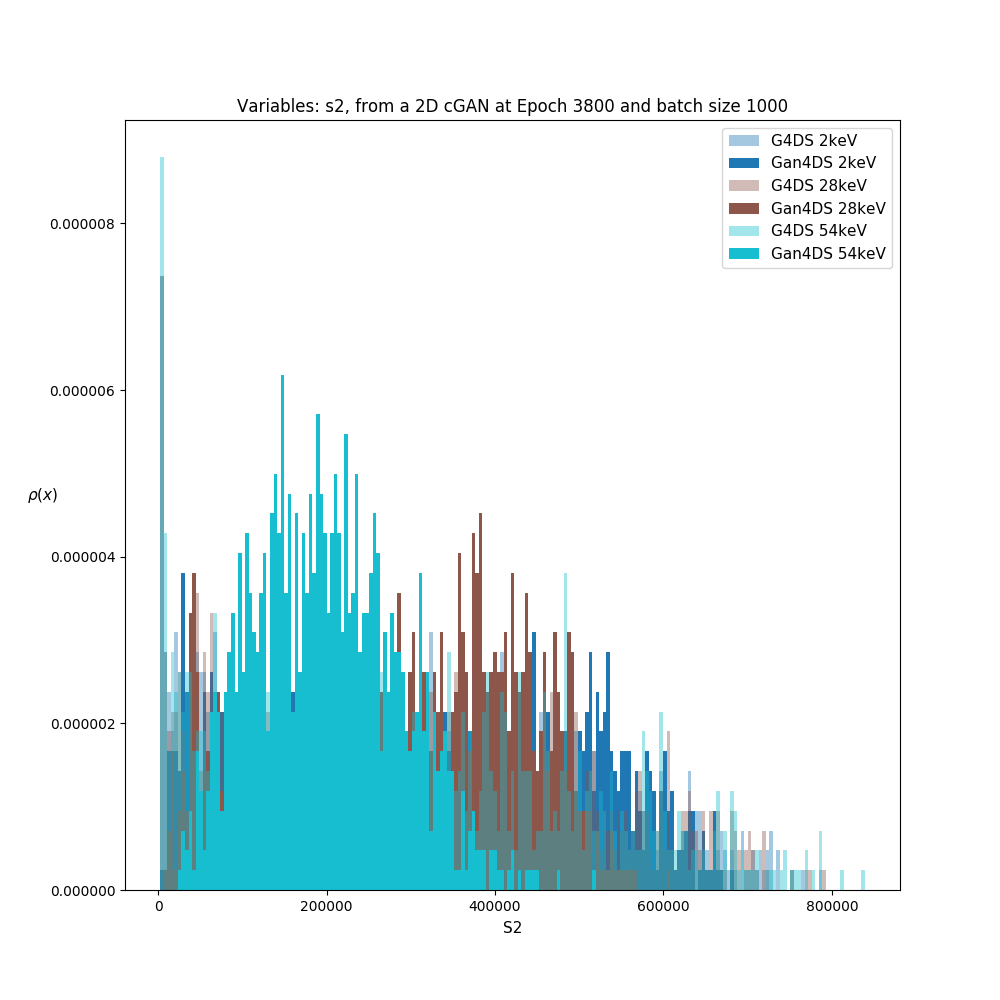 Variables: s2, from a 2D cGAN at Epoch 3800 and batch size 1000
G4DS 2keV
Gan4DS 2keV
G4DS 28keV
Gan4DS 28keV
G4DS 54keV
Gan4DS 54keV
0.000008
0.000006
ρ(x)
0.000004
0.000002
0.000000
0 200000 400000 600000 800000
S2